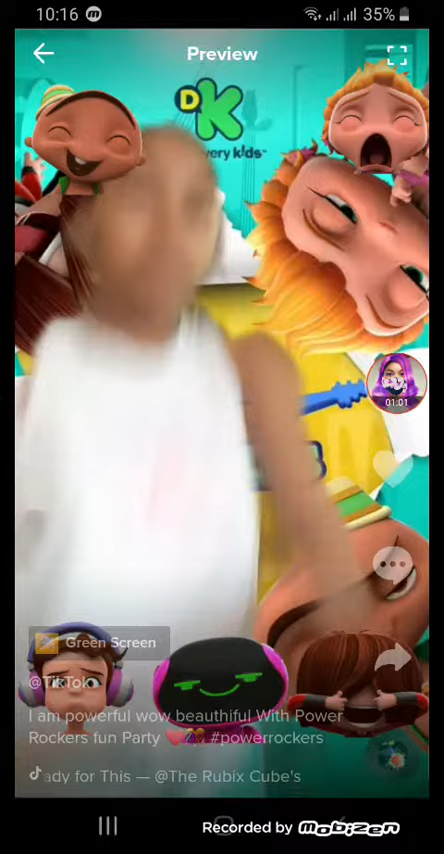 10:16
35%
Preview
DK
very kids
01:01
Green Screen
@TikTok
I am powerful wow beauthiful With Power
Rockers fun Party #powerrockers
ady for This — @The Rubix Cube's
Recorded by Mobizen